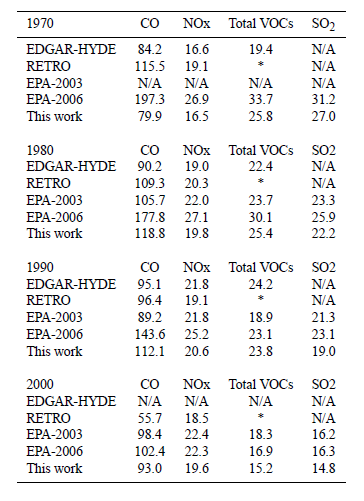 1970 CO NOx Total VOCs SO2
EDGAR-HYDE 84.2 16.6 19.4 N/A
RETRO 115.5 19.1 * N/A
EPA-2003 N/A N/A N/A N/A
EPA-2006 197.3 26.9 33.7 31.2
This work 79.9 16.5 25.8 27.0
1980 CO NOx Total VOCs SO2
EDGAR-HYDE 90.2 19.0 22.4 N/A
RETRO 109.3 20.3 * N/A
EPA-2003 105.7 22.0 23.7 23.3
EPA-2006 177.8 27.1 30.1 25.9
This work 118.8 19.8 25.4 22.2
1990 CO NOx Total VOCs SO2
EDGAR-HYDE 95.1 21.8 24.2 N/A
RETRO 96.4 19.1 * N/A
EPA-2003 89.2 21.8 18.9 21.3
EPA-2006 143.6 25.2 23.1 23.1
This work 112.1 20.6 23.8 19.0
2000 CO NOx Total VOCs SO2
EDGAR-HYDE N/A N/A N/A N/A
RETRO 55.7 18.5 * N/A
EPA-2003 98.4 22.4 18.3 16.2
EPA-2006 102.4 22.3 16.9 16.3
This work 93.0 19.6 15.2 14.8